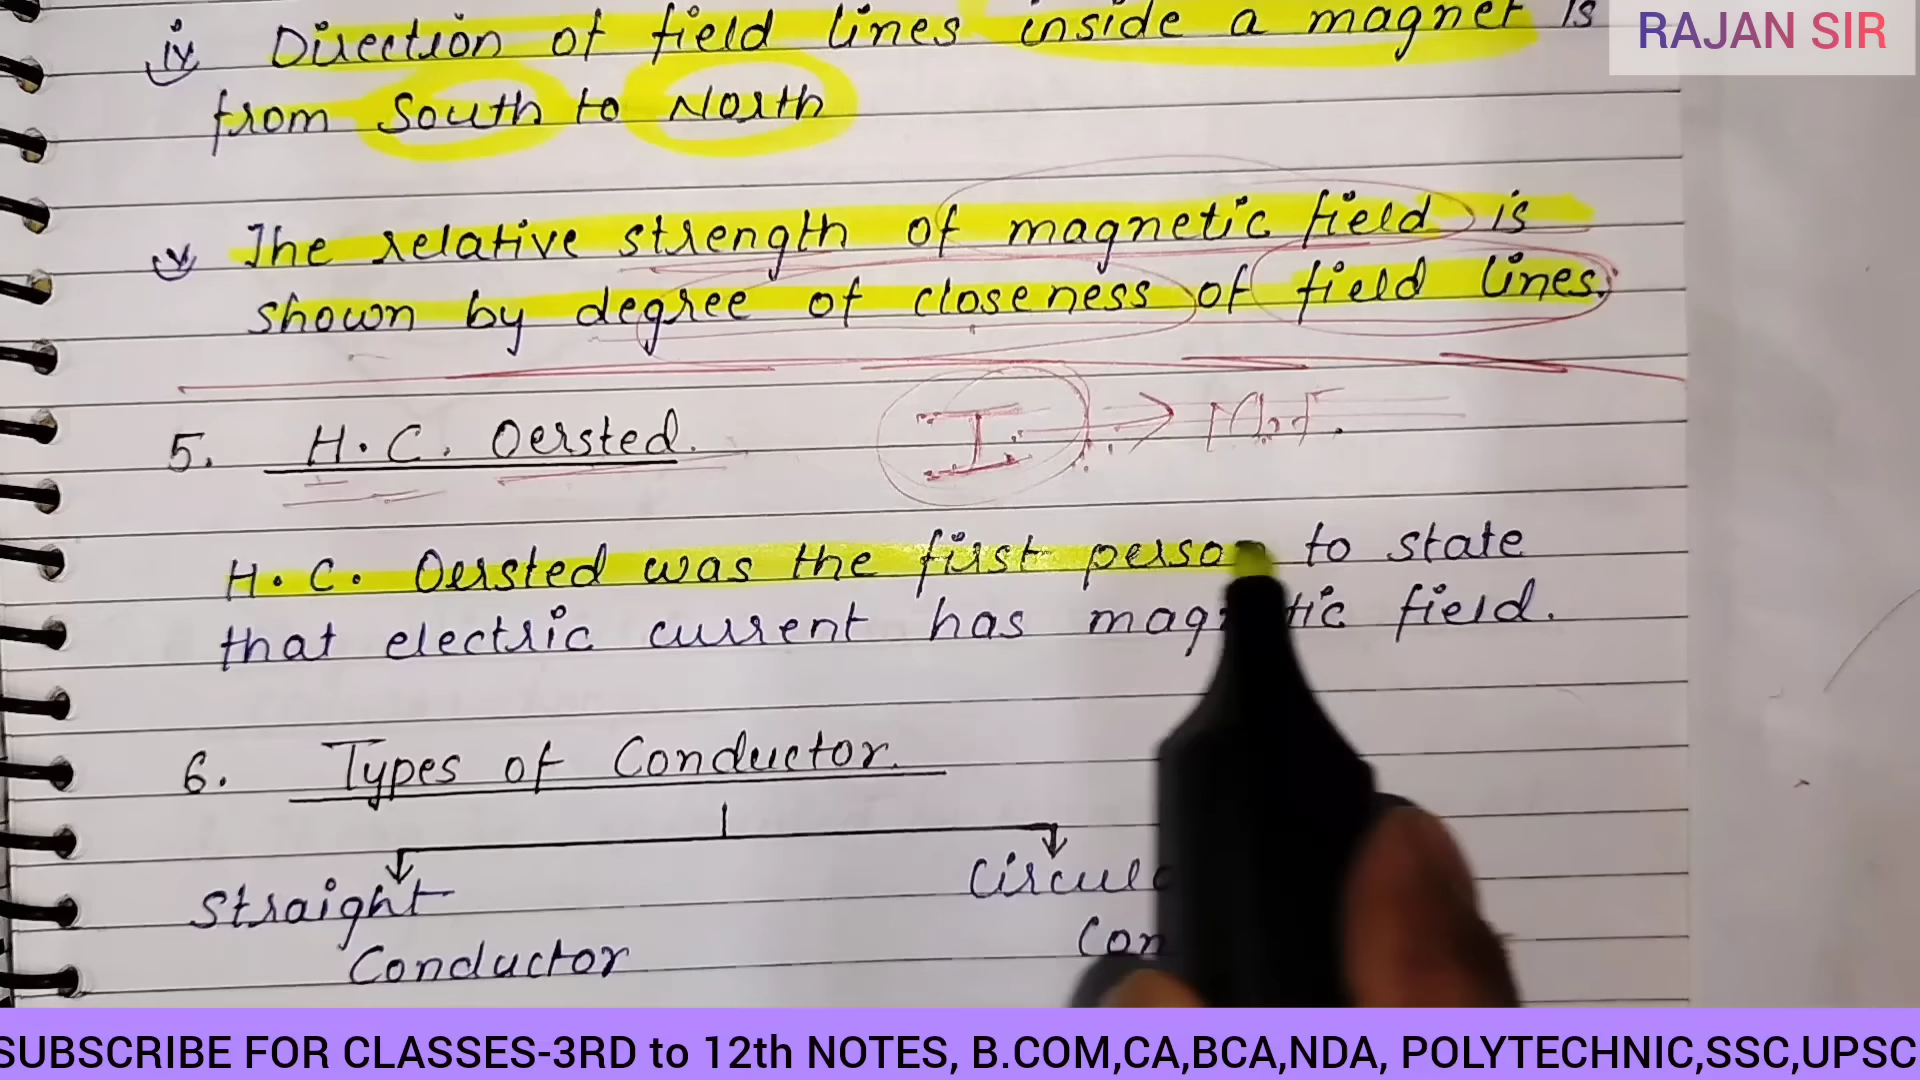 RAJAN SIR
iv Direction of field lines inside a magnet is
from South to North
v The relative strength of magnetic field is
shown by degree of closeness of field lines.
5. H.C. Oersted. I → M.F.
H.C. Oersted was the first person to state
that electric current has field.
6. Types of Conductor.
Straight
Conductor
SUBSCRIBE FOR CLASSES-3RD to 12th NOTES, B.COM,CA,BCA,NDA, POLYTECHNIC,SSC,UPSC